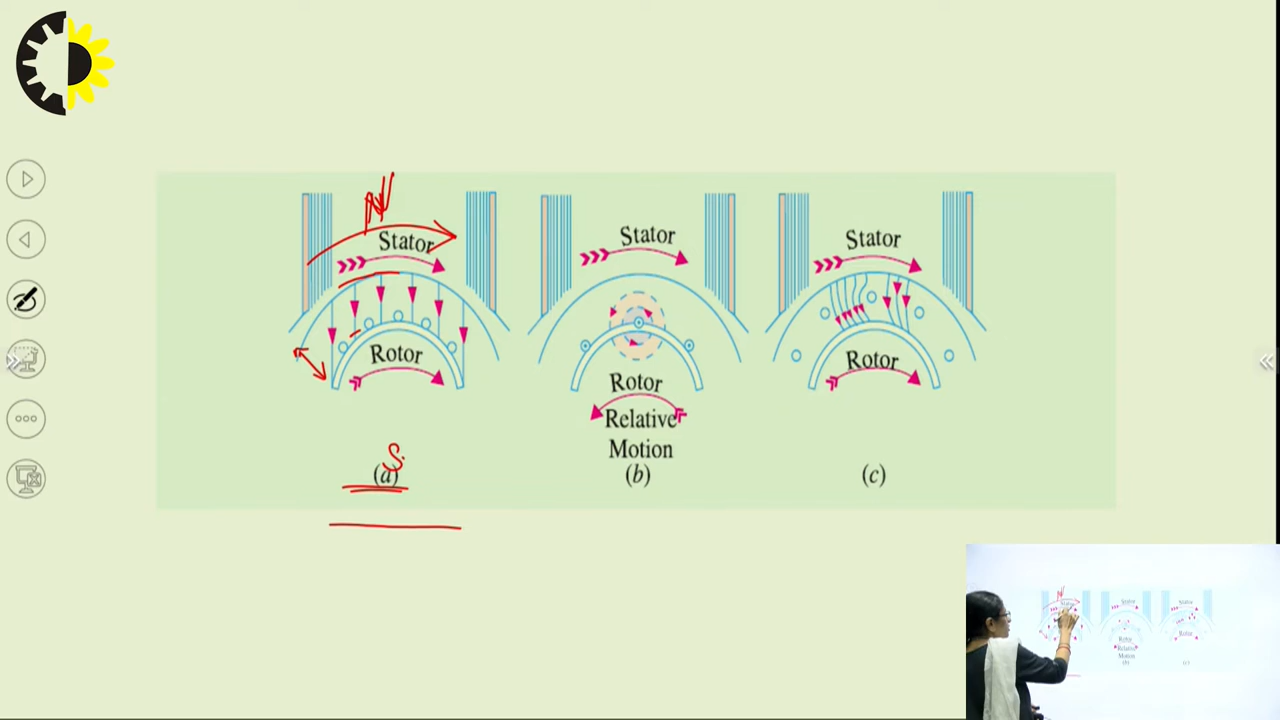 N
Stator
Rotor
(a)
S
Stator
Rotor
Relative
Motion
(b)
Stator
Rotor
(c)